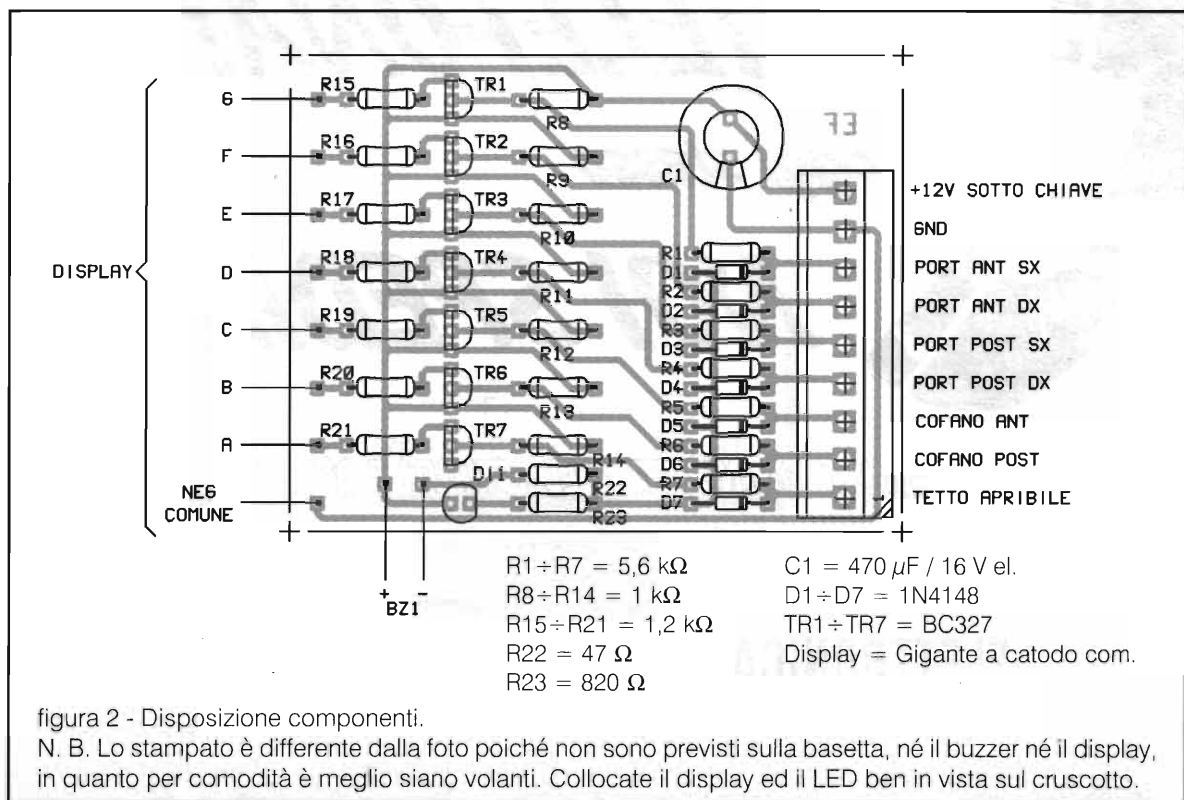 DISPLAY
G
F
E
D
C
B
A
NEG
COMUNE
R15
R16
R17
R18
R19
R20
R21
TR1
TR2
TR3
TR4
TR5
TR6
TR7
R8
R9
R10
R11
R12
R13
R14
R22
R23
Dl1
C1
EF
R1
D1
R2
D2
R3
D3
R4
D4
R5
D5
R6
D6
R7
D7
1
+12V SOTTO CHIAVE
GND
PORT ANT SX
PORT ANT DX
PORT POST SX
PORT POST DX
COFANO ANT
COFANO POST
TETTO APRIBILE
+ −
BZ1
R1÷R7 = 5,6 kΩ
R8÷R14 = 1 kΩ
R15÷R21 = 1,2 kΩ
R22 = 47 Ω
R23 = 820 Ω
C1 = 470 µF / 16 V el.
D1÷D7 = 1N4148
TR1÷TR7 = BC327
Display = Gigante a catodo com.
figura 2 - Disposizione componenti.
N. B. Lo stampato è differente dalla foto poiché non sono previsti sulla basetta, né il buzzer né il display,
in quanto per comodità è meglio siano volanti. Collocate il display ed il LED ben in vista sul cruscotto.